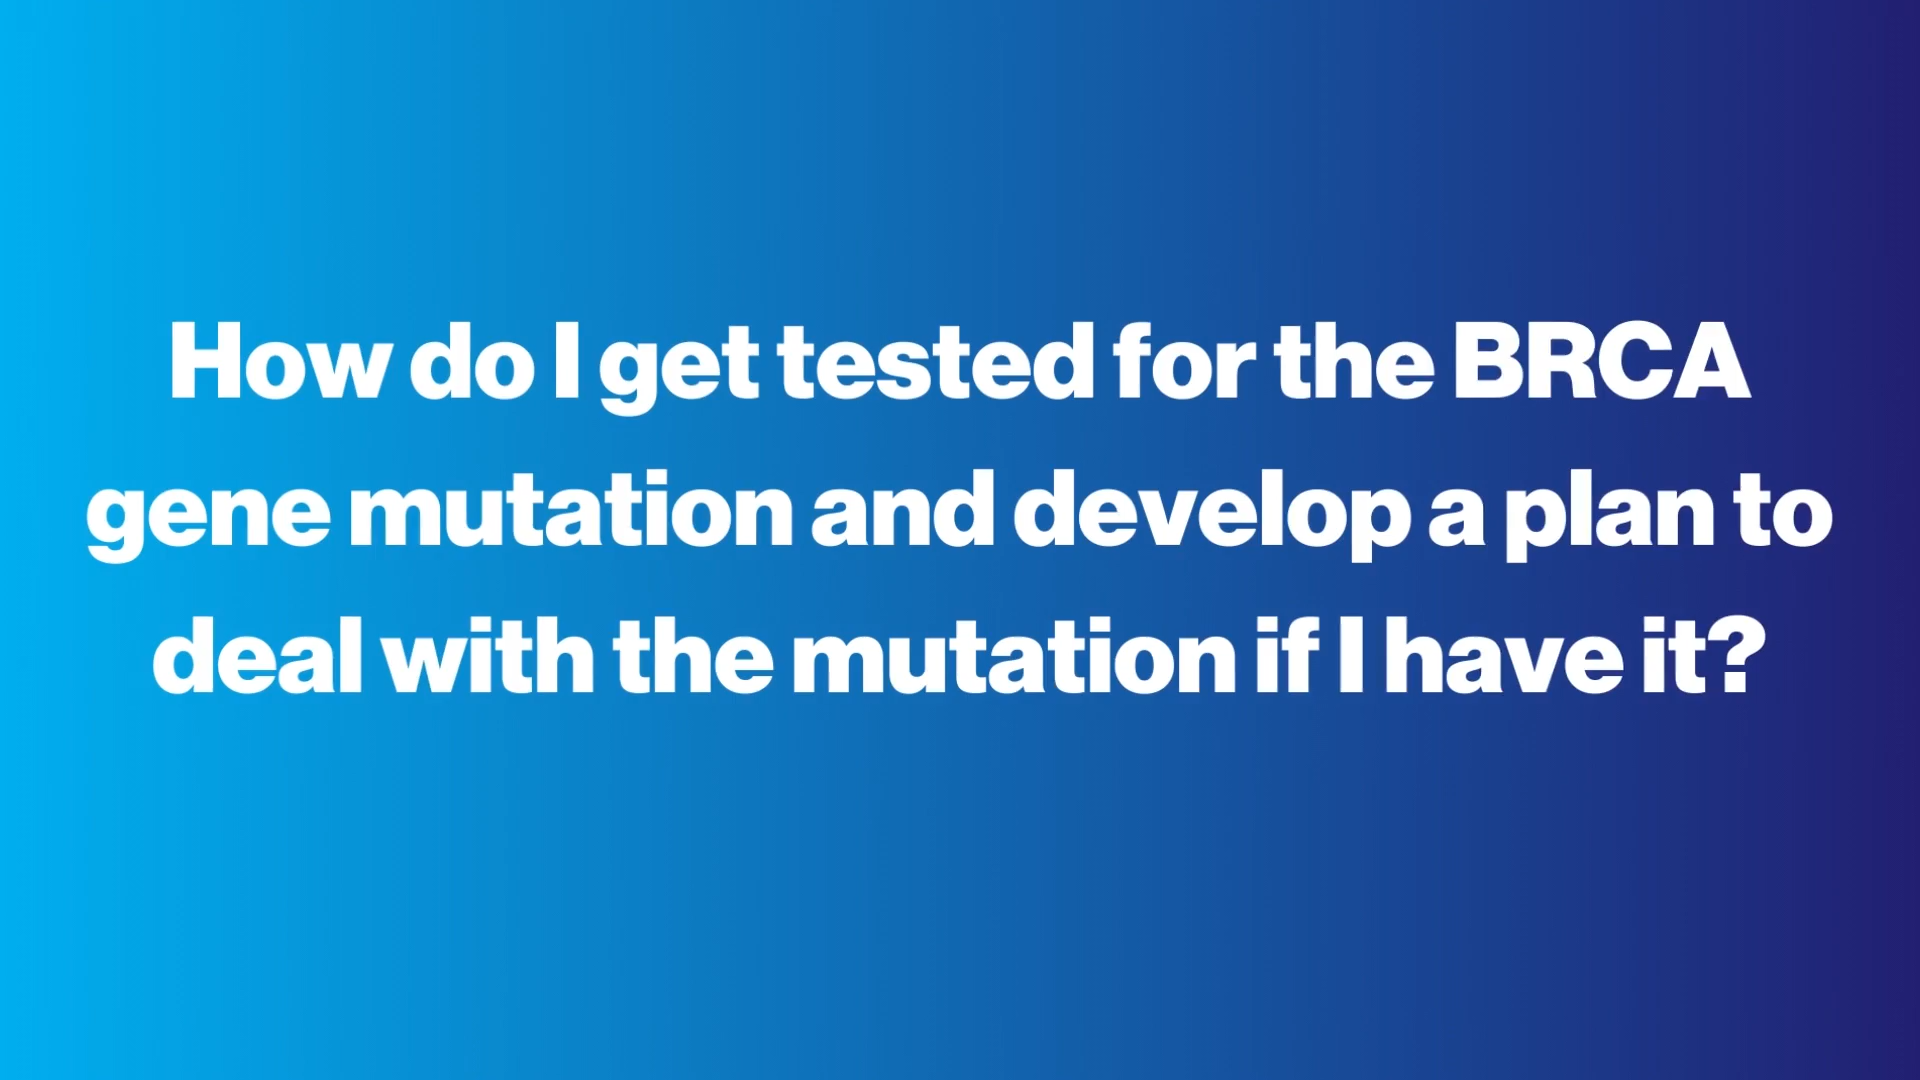 How do I get tested for the BRCA
gene mutation and develop a plan to
deal with the mutation if I have it?